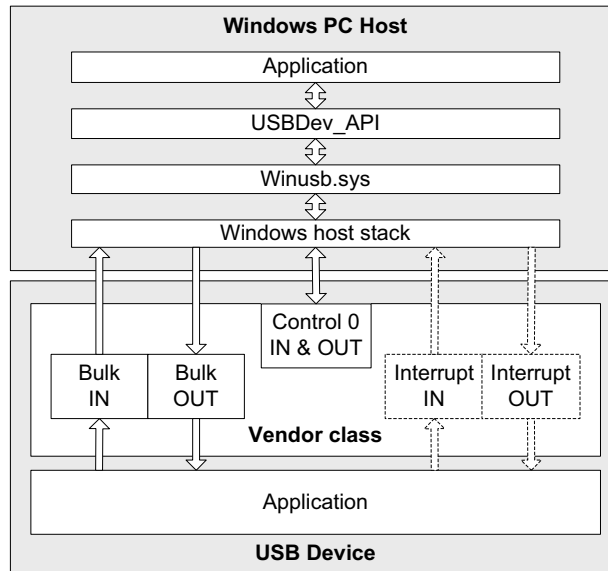 Windows PC Host
Application
USBDev_API
Winusb.sys
Windows host stack
Control 0
IN & OUT
Bulk
IN
Bulk
OUT
Interrupt
IN
Interrupt
OUT
Vendor class
Application
USB Device